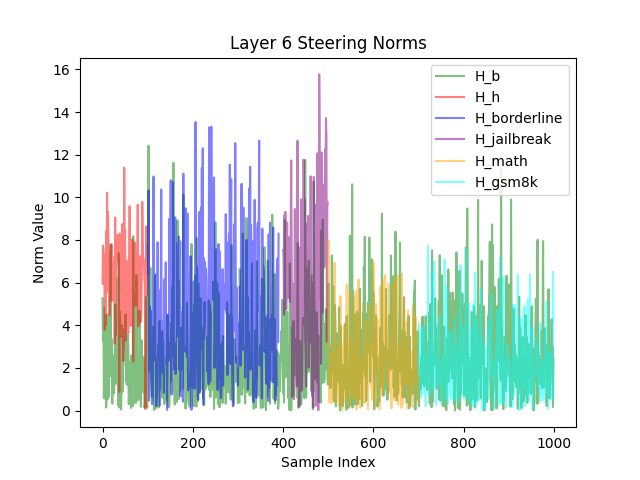 Layer 6 Steering Norms
16
14
12
10
8
6
4
2
0
Norm Value
H_b
H_h
H_borderline
H_jailbreak
H_math
H_gsm8k
0
200
400
600
800
1000
Sample Index